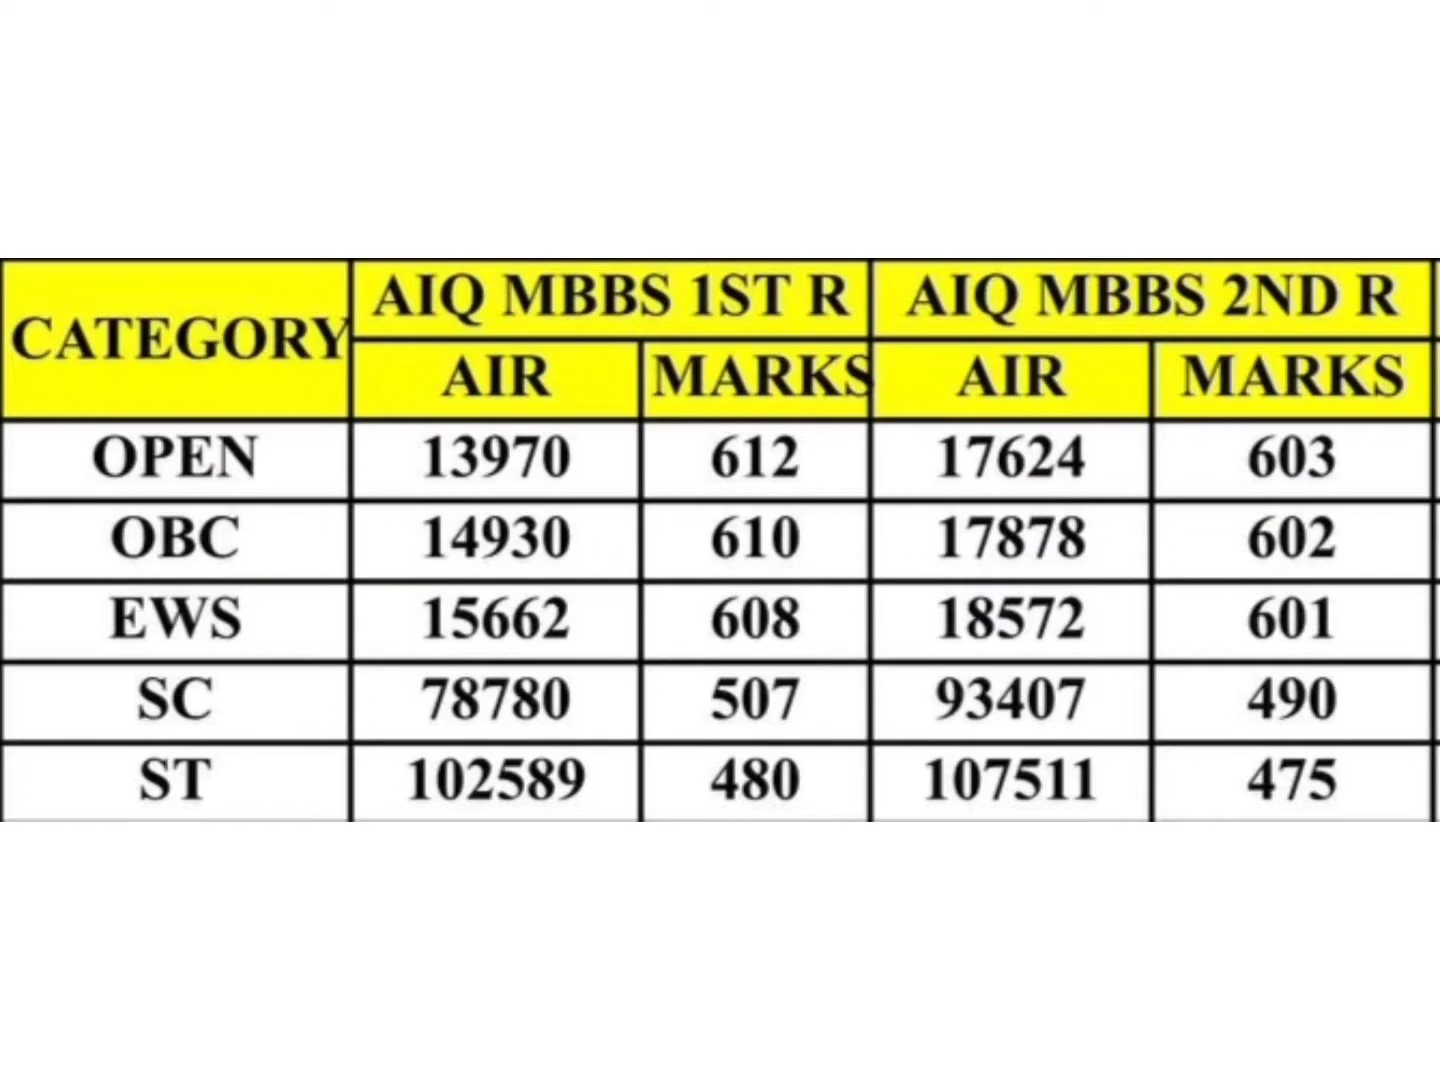 CATEGORY AIQ MBBS 1ST R AIQ MBBS 2ND R
AIR MARKS AIR MARKS
OPEN 13970 612 17624 603
OBC 14930 610 17878 602
EWS 15662 608 18572 601
SC 78780 507 93407 490
ST 102589 480 107511 475